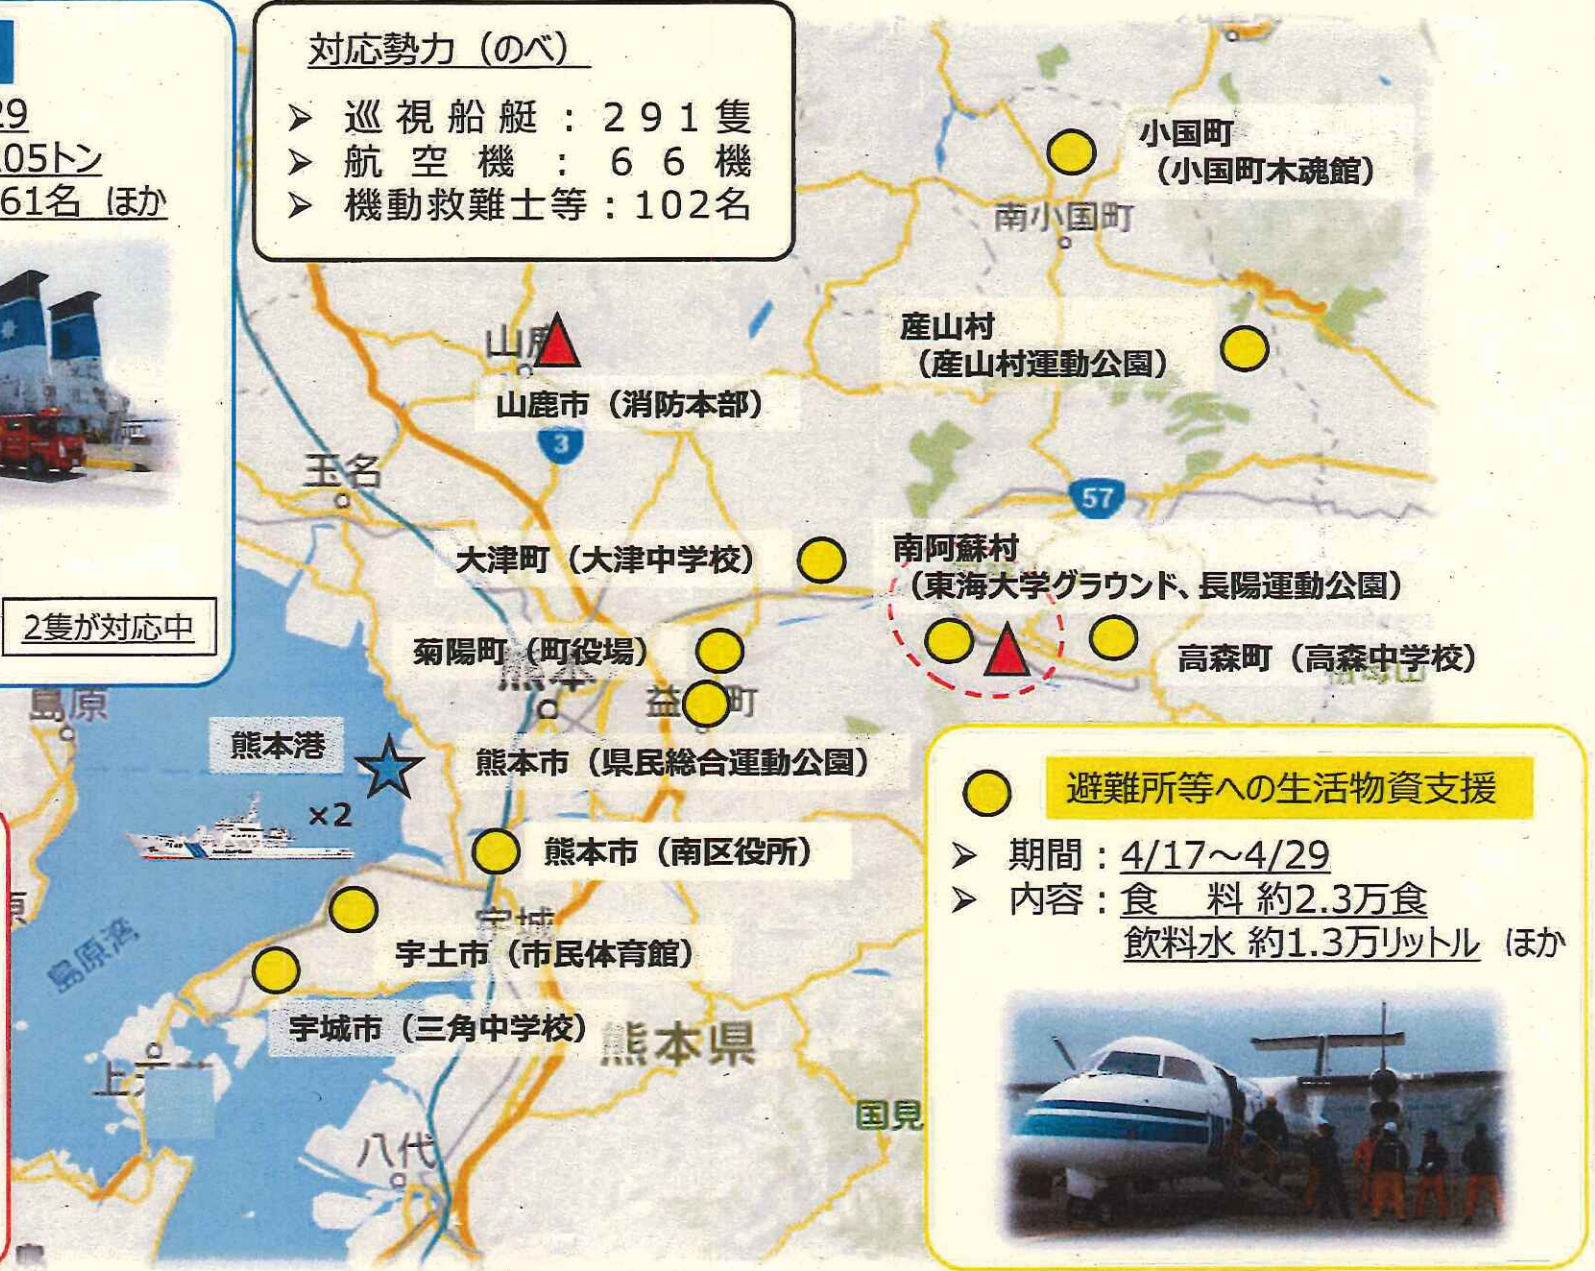 29
05トン
61名 ほか
2隻が対応中
対応勢力（のべ）
➢ 巡視船艇：291隻
➢ 航空機：66機
➢ 機動救難士等：102名
小国町
（小国町木魂館）
南小国町
産山村
（産山村運動公園）
山鹿
山鹿市（消防本部）
3
玉名
57
大津町（大津中学校）
南阿蘇村
（東海大学グラウンド、長陽運動公園）
菊陽町（町役場）
熊本
高森町（高森中学校）
益 町
島原
熊本港
×2
熊本市（県民総合運動公園）
熊本市（南区役所）
宇城
宇土市（市民体育館）
島原湾
宇城市（三角中学校）
熊本県
上天草
八代
国見
避難所等への生活物資支援
➢ 期間：4/17～4/29
➢ 内容：食 料 約2.3万食
飲料水 約1.3万リットル ほか